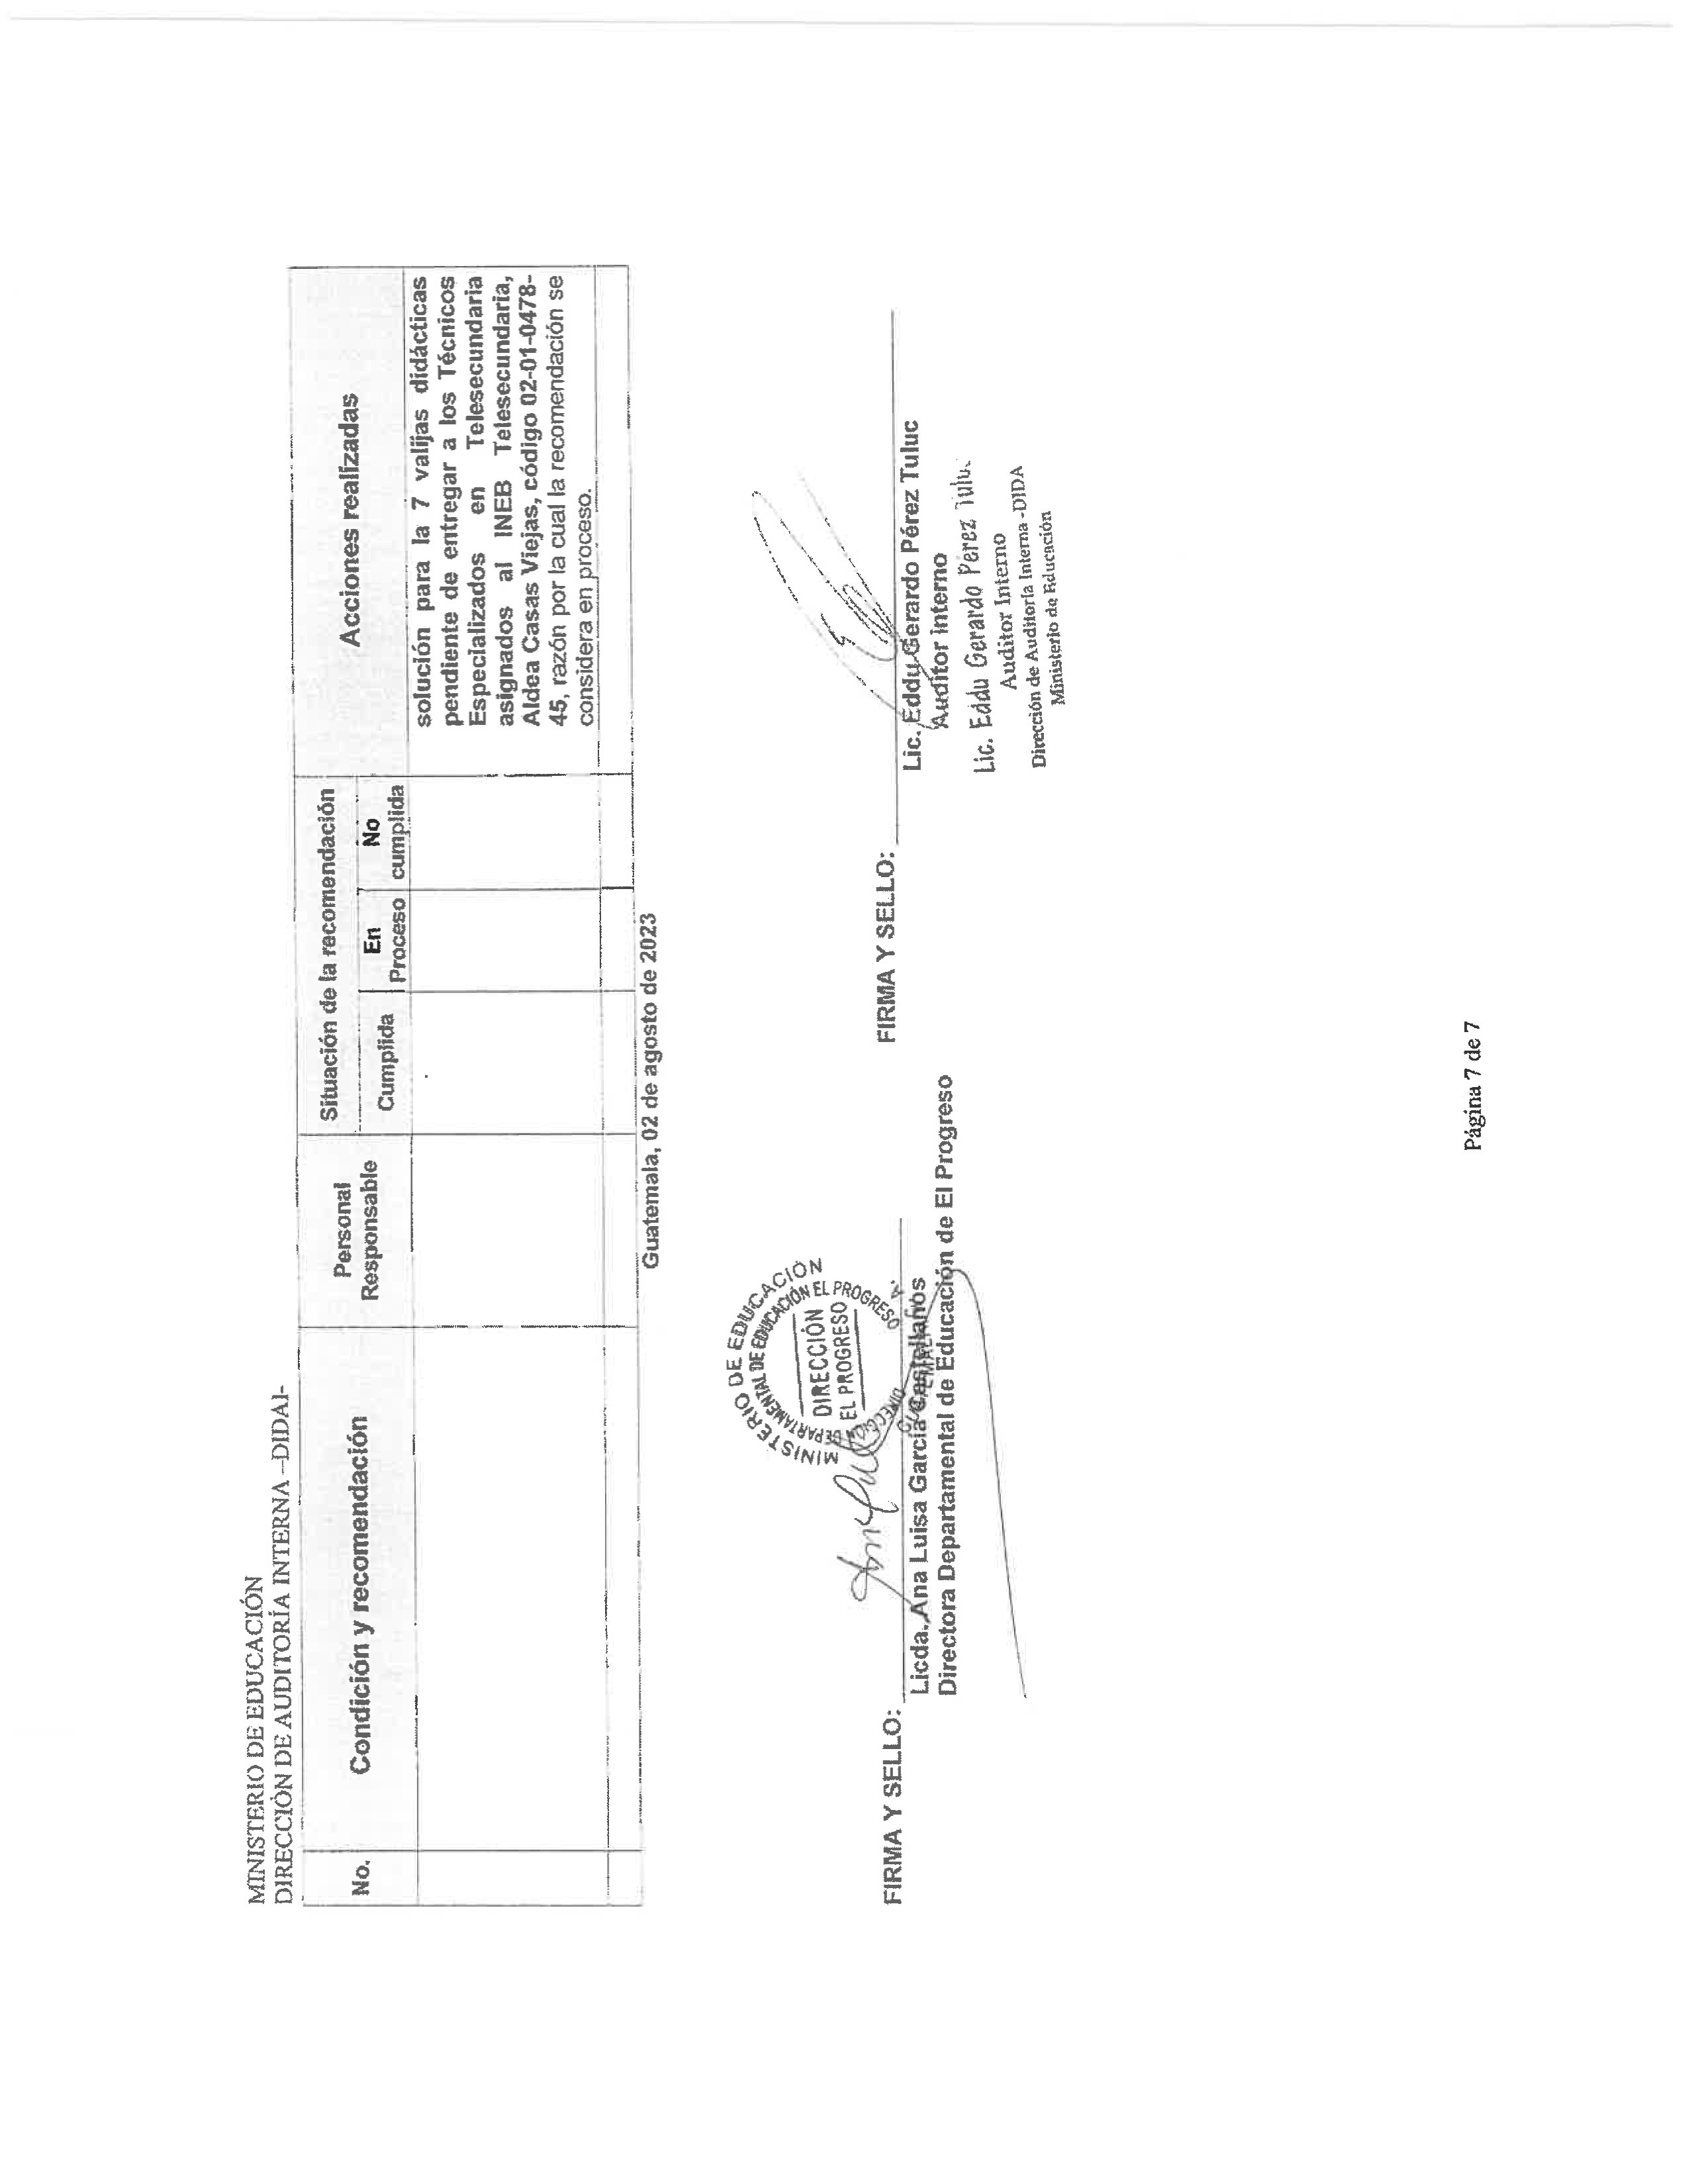 MINISTERIO DE EDUCACIÓN
DIRECCIÓN DE AUDITORÍA INTERNA –DIDAI-
No.
Condición y recomendación
Personal
Responsable
Situación de la recomendación
Cumplida
En
Proceso
No
cumplida
Acciones realizadas
solución para la 7 valijas didácticas
pendiente de entregar a los Técnicos
Especializados en Telesecundaria
asignados al INEB Telesecundaria,
Aldea Casas Viejas, código 02-01-0478-
45, razón por la cual la recomendación se
considera en proceso.
Guatemala, 02 de agosto de 2023
FIRMA Y SELLO:
MINISTERIO DE EDUCACIÓN
DEPARTAMENTAL DE EDUCACIÓN EL PROGRESO
DIRECCIÓN
EL PROGRESO
DIRECCIÓN
Licda. Ana Luisa García Castellanos
Directora Departamental de Educación de El Progreso
FIRMA Y SELLO:
Lic. Eddu Gerardo Pérez Tuluc
Auditor interno
Lic. Eddu Gerardo Pérez Tuluc
Auditor Interno
Dirección de Auditoría Interna -DIDA
Ministerio de Educación
Página 7 de 7